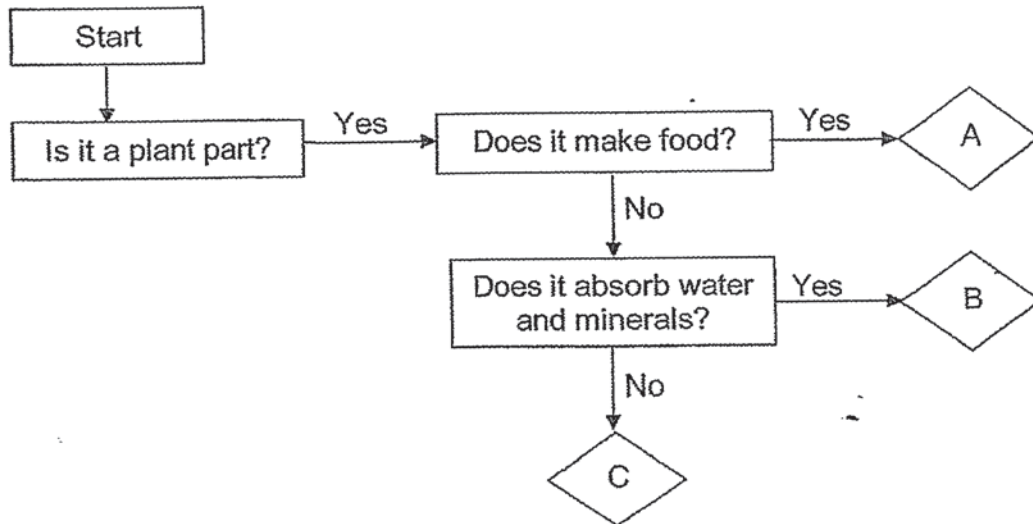 Start
Is it a plant part?
Yes
Does it make food?
Yes
A
No
Does it absorb water
and minerals?
Yes
B
No
C